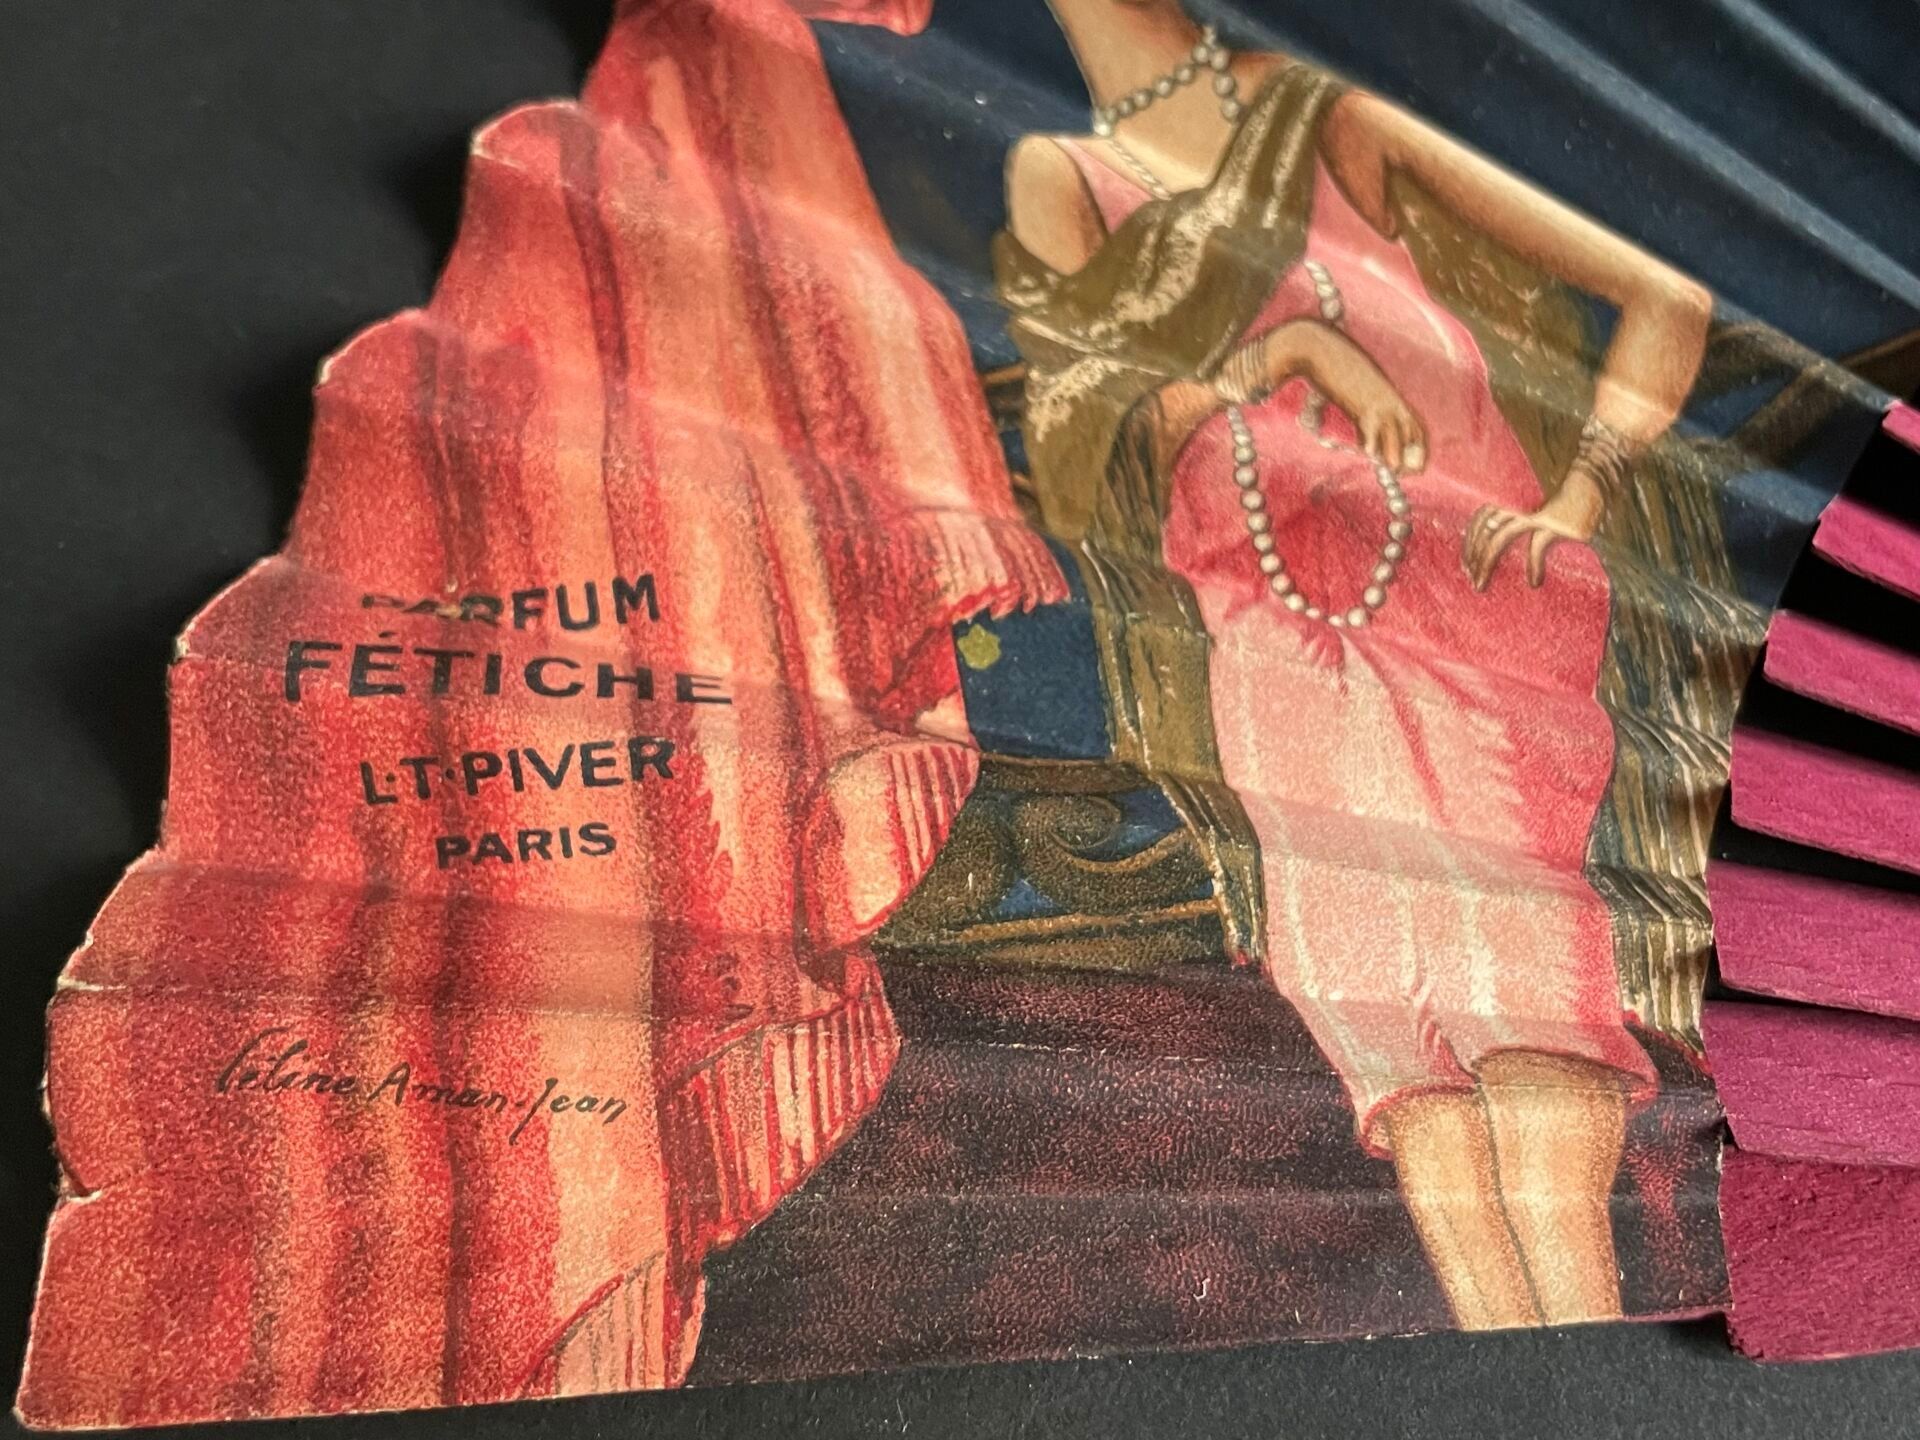 PARFUM
FÉTICHE
L·T·PIVER
PARIS
Céline Aman-Jean